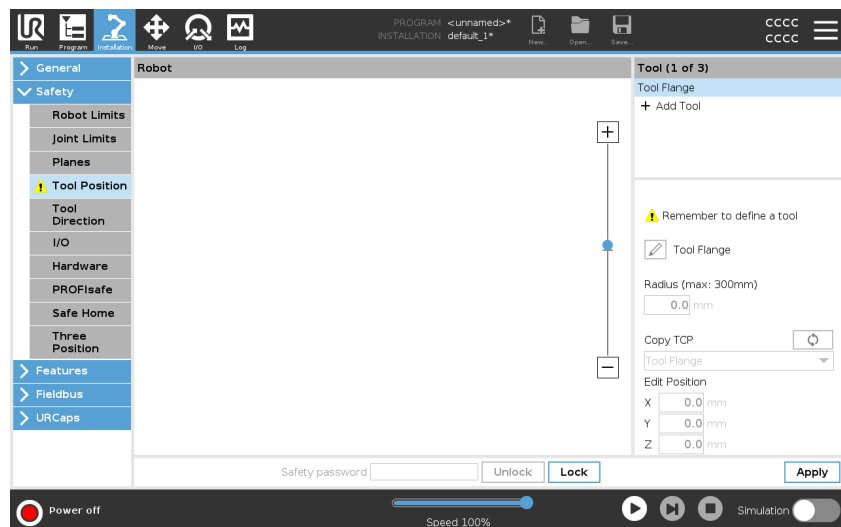 PROGRAM <unnamed>*
INSTALLATION default_1*
CCCC
CCCC
Run Program Installation Move I/O Log New... Open... Save...
General
Safety
Robot Limits
Joint Limits
Planes
Tool Position
Tool
Direction
I/O
Hardware
PROFIsafe
Safe Home
Three
Position
Features
Fieldbus
URCaps
Robot
Tool (1 of 3)
Tool Flange
+ Add Tool
Remember to define a tool
Tool Flange
Radius (max: 300mm)
0.0 mm
Copy TCP
Tool Flange
Edit Position
X 0.0 mm
Y 0.0 mm
Z 0.0 mm
Safety password Unlock Lock Apply
Power off
Speed 100%
Simulation